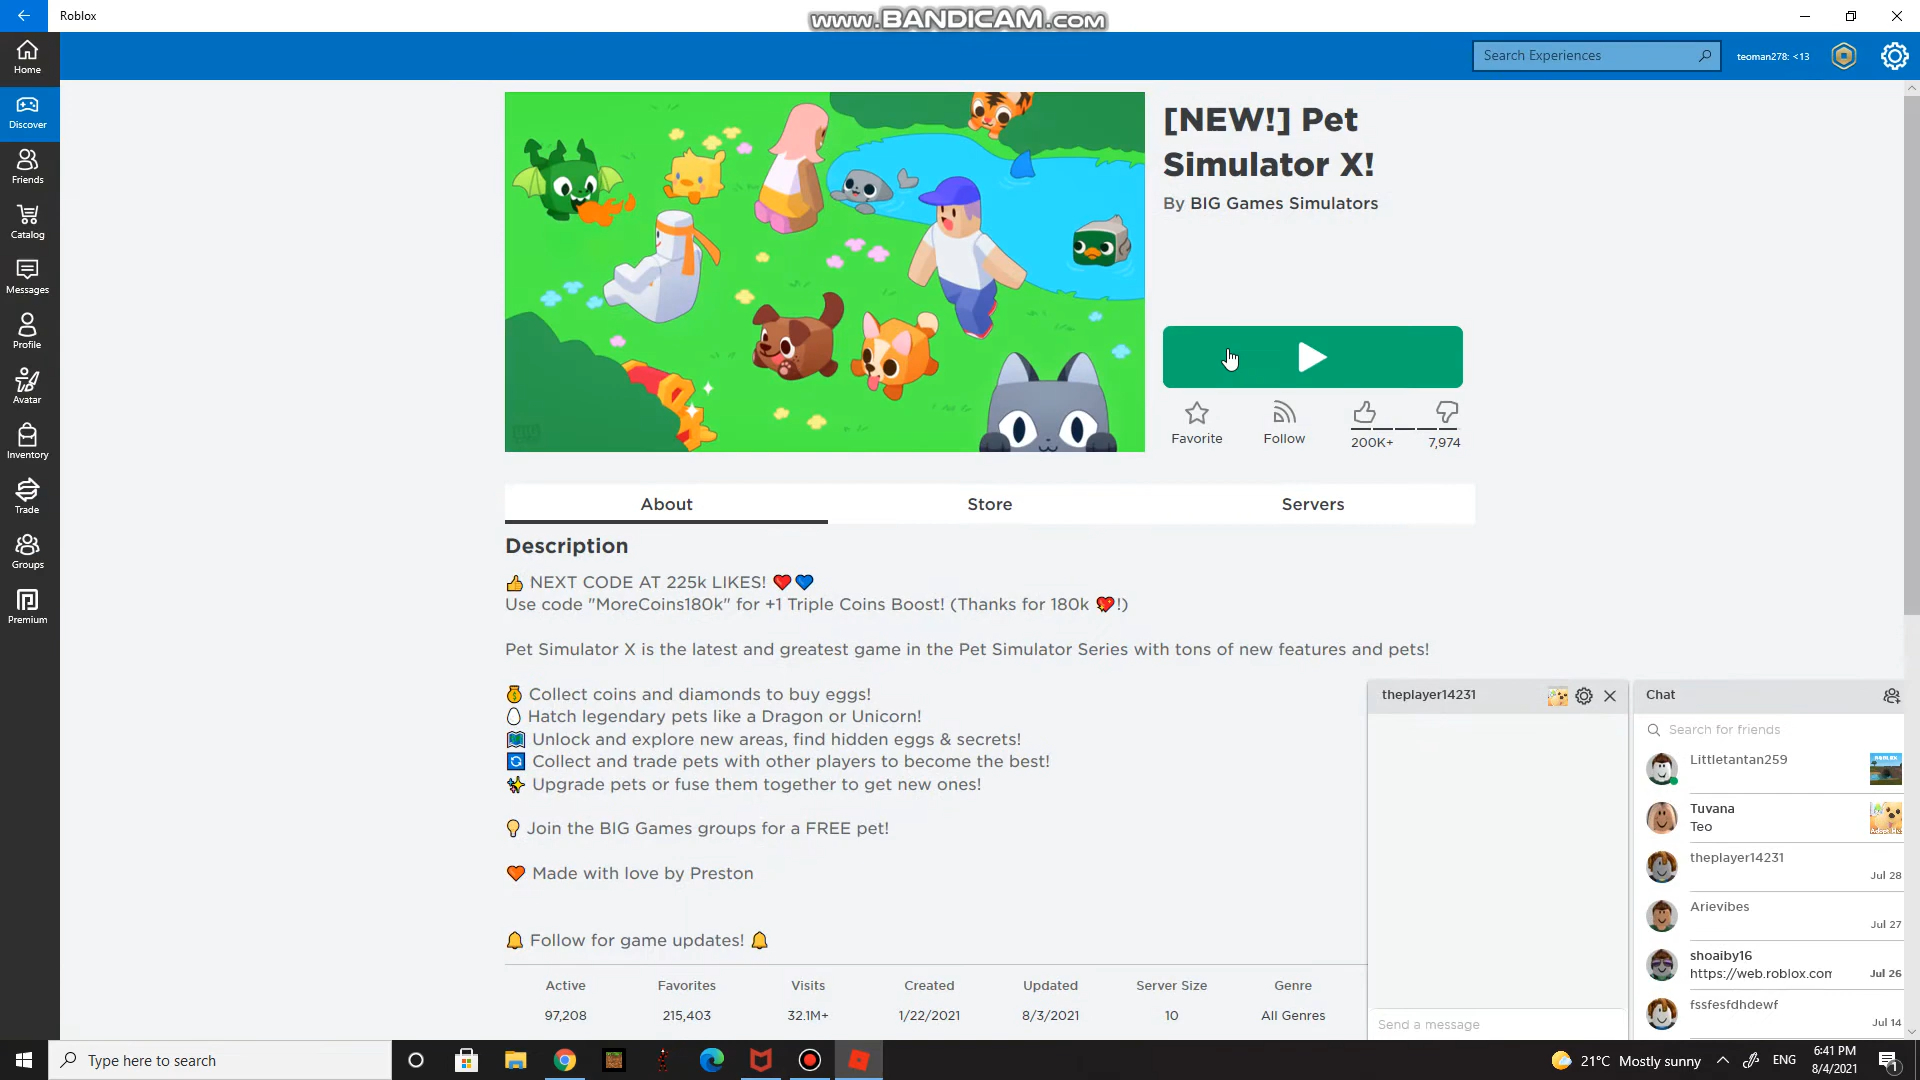 Roblox
www.BANDICAM.com
Home
Discover
Friends
Catalog
Messages
Profile
Avatar
Inventory
Trade
Groups
Premium
Search Experiences
teoman278: <13
[NEW!] Pet
Simulator X!
By BIG Games Simulators
Favorite
Follow
200K+
7,974
About
Store
Servers
Description
👍 NEXT CODE AT 225k LIKES! ❤️💙
Use code "MoreCoins180k" for +1 Triple Coins Boost! (Thanks for 180k 💖!)
Pet Simulator X is the latest and greatest game in the Pet Simulator Series with tons of new features and pets!
💰 Collect coins and diamonds to buy eggs!
🥚 Hatch legendary pets like a Dragon or Unicorn!
🗺️ Unlock and explore new areas, find hidden eggs & secrets!
🔄 Collect and trade pets with other players to become the best!
✨ Upgrade pets or fuse them together to get new ones!
💡 Join the BIG Games groups for a FREE pet!
❤️ Made with love by Preston
🔔 Follow for game updates! 🔔
Active
Favorites
Visits
Created
Updated
Server Size
Genre
97,208
215,403
32.1M+
1/22/2021
8/3/2021
10
All Genres
theplayer14231
Send a message
Chat
Search for friends
Littletantan259
Tuvana
Teo
theplayer14231
Jul 28
Arievibes
Jul 27
shoaiby16
https://web.roblox.com
Jul 26
fssfesfdhdewf
Jul 14
Type here to search
21°C Mostly sunny
ENG
6:41 PM
8/4/2021
1